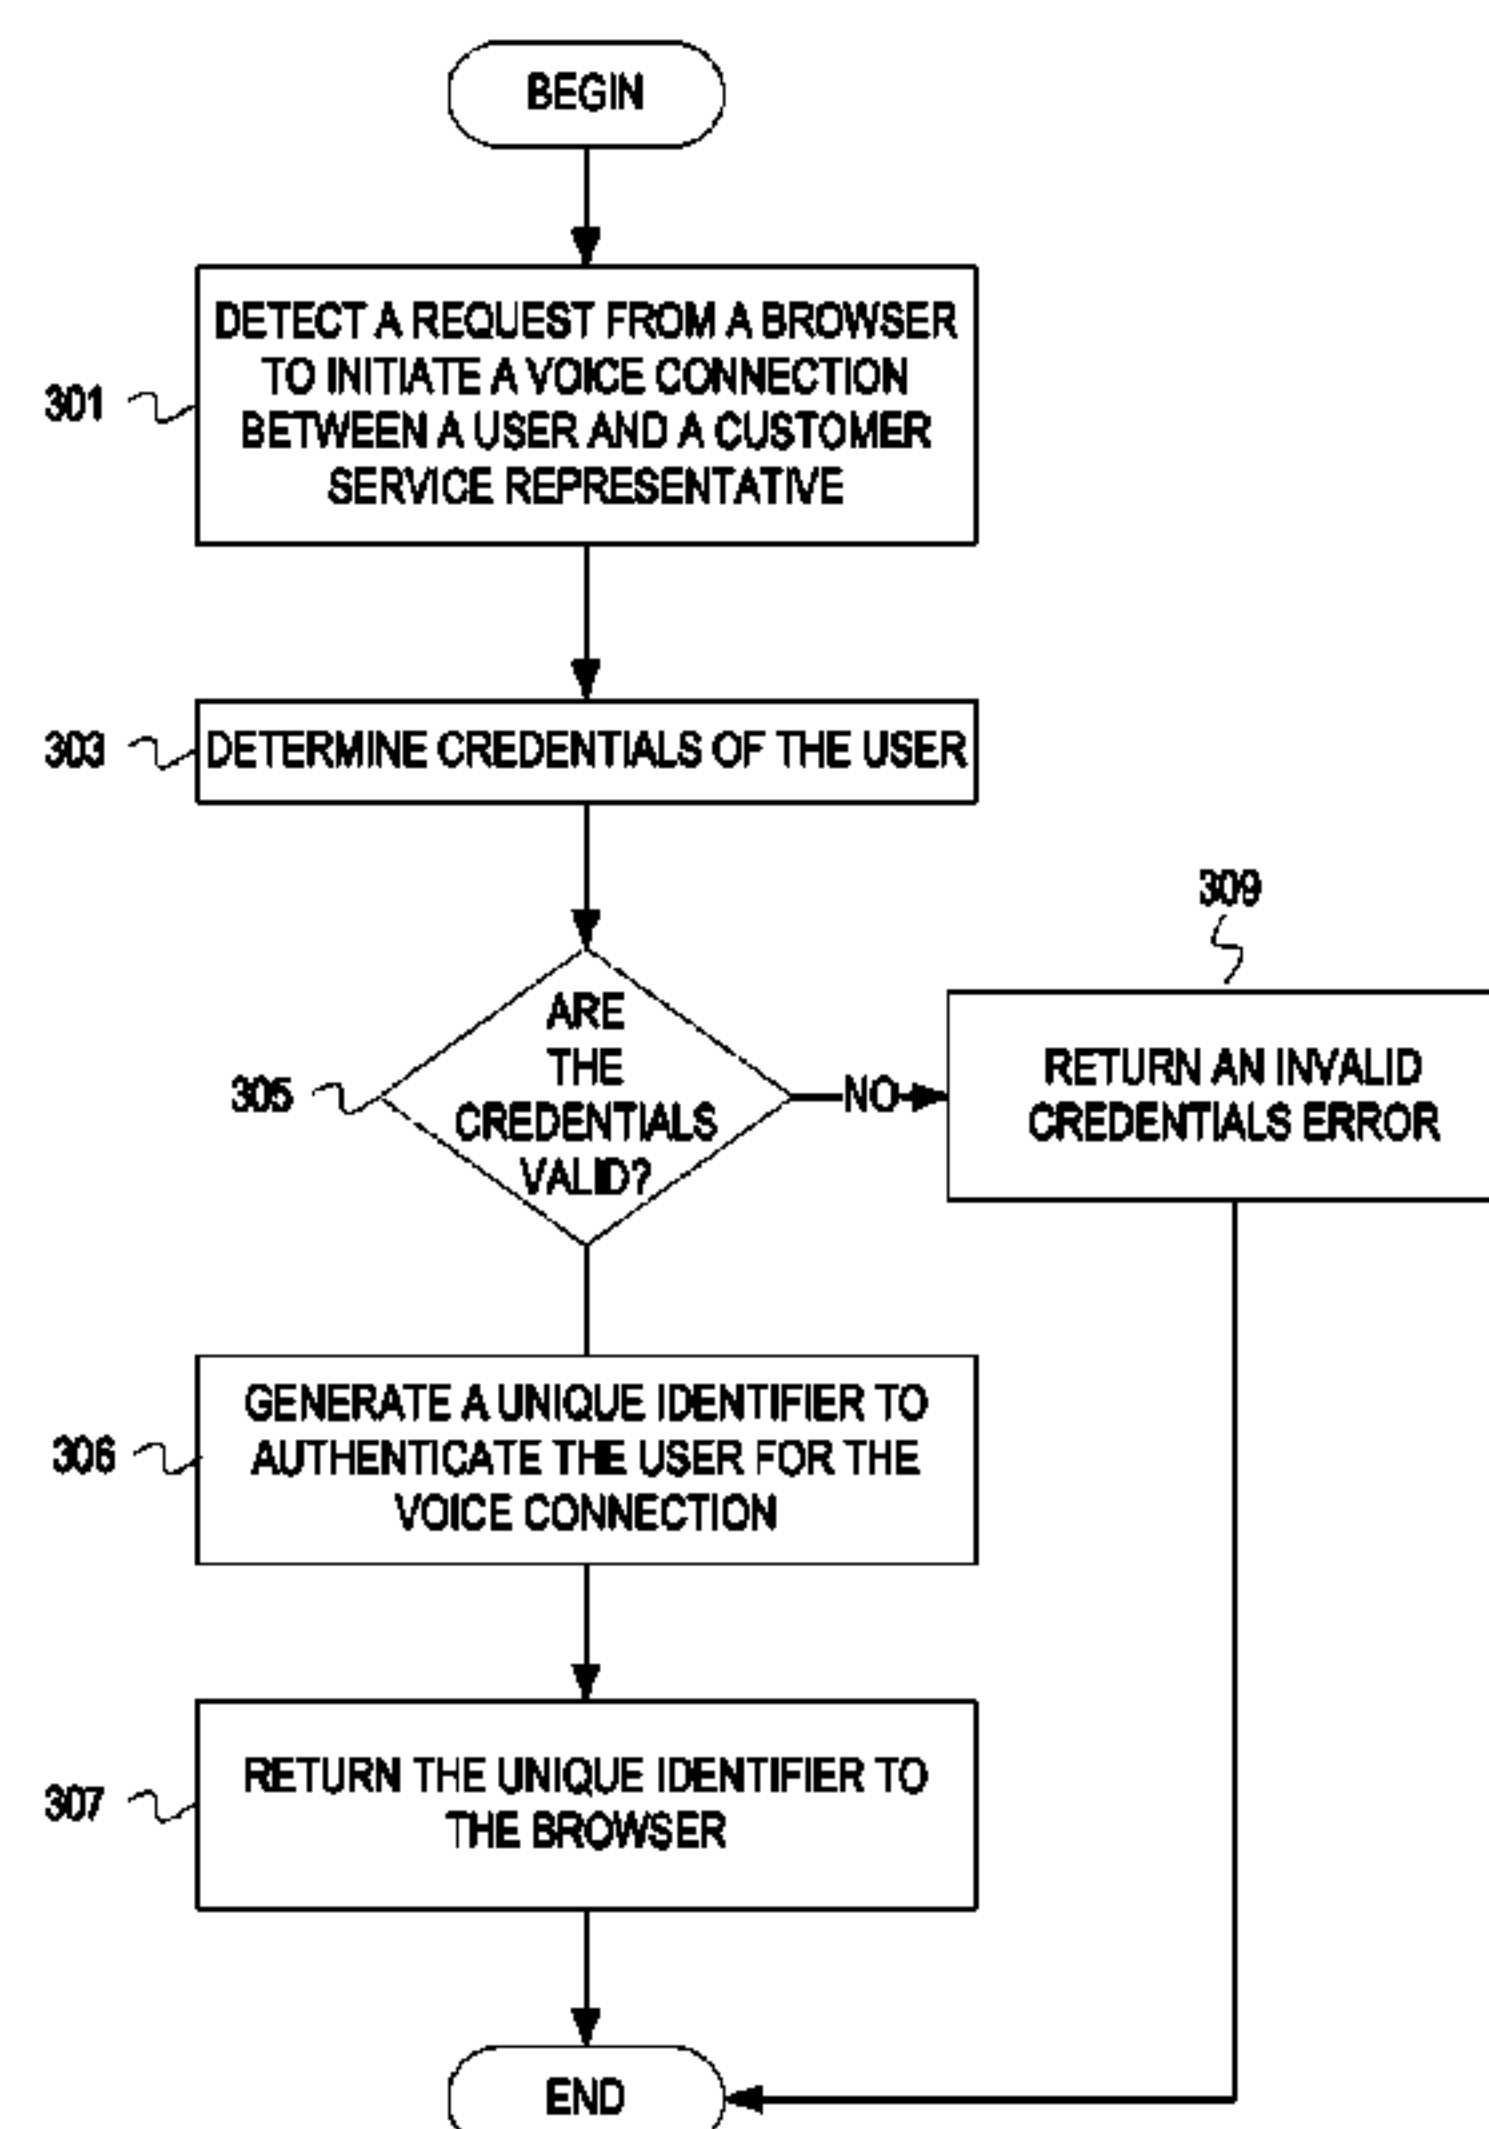 BEGIN
DETECT A REQUEST FROM A BROWSER
TO INITIATE A VOICE CONNECTION
BETWEEN A USER AND A CUSTOMER
SERVICE REPRESENTATIVE
301
303
DETERMINE CREDENTIALS OF THE USER
309
ARE
THE
CREDENTIALS
VALID?
305
NO
RETURN AN INVALID
CREDENTIALS ERROR
GENERATE A UNIQUE IDENTIFIER TO
AUTHENTICATE THE USER FOR THE
VOICE CONNECTION
306
RETURN THE UNIQUE IDENTIFIER TO
THE BROWSER
307
END